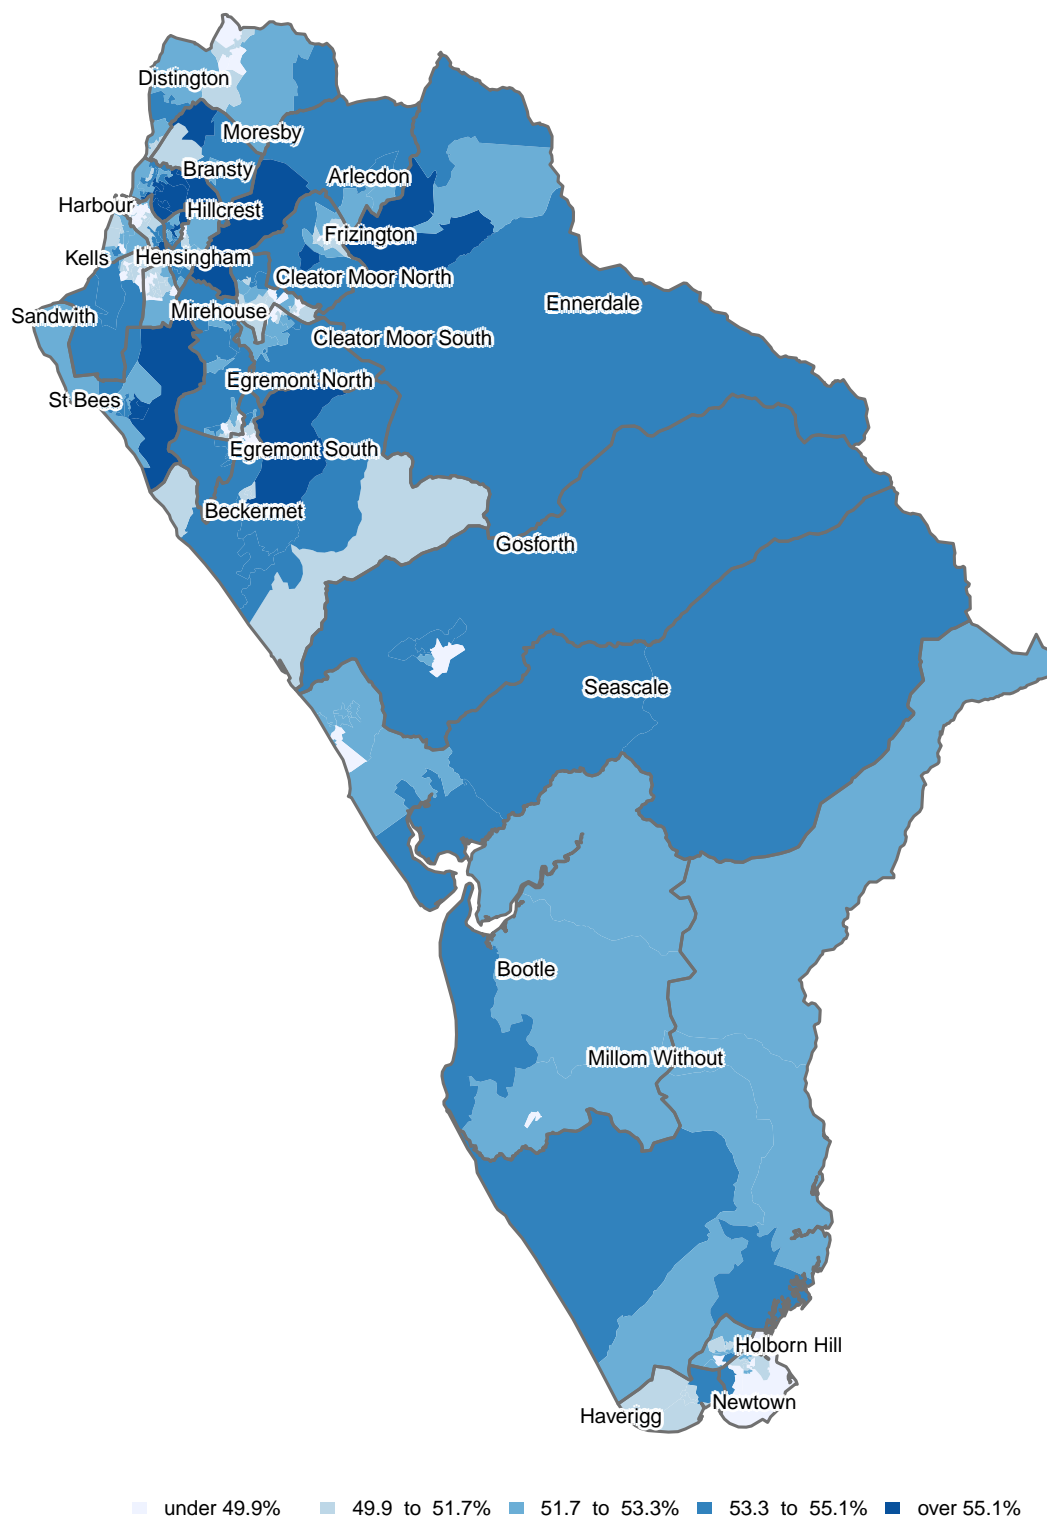 Distington
Moresby
Bransty
Arlecdon
Harbour
Hillcrest
Frizington
Kells
Hensingham
Cleator Moor North
Ennerdale
Sandwith
Mirehouse
Cleator Moor South
Egremont North
St Bees
Egremont South
Beckermet
Gosforth
Seascale
Bootle
Millom Without
Holborn Hill
Newtown
Haverigg
under 49.9% 49.9 to 51.7% 51.7 to 53.3% 53.3 to 55.1% over 55.1%